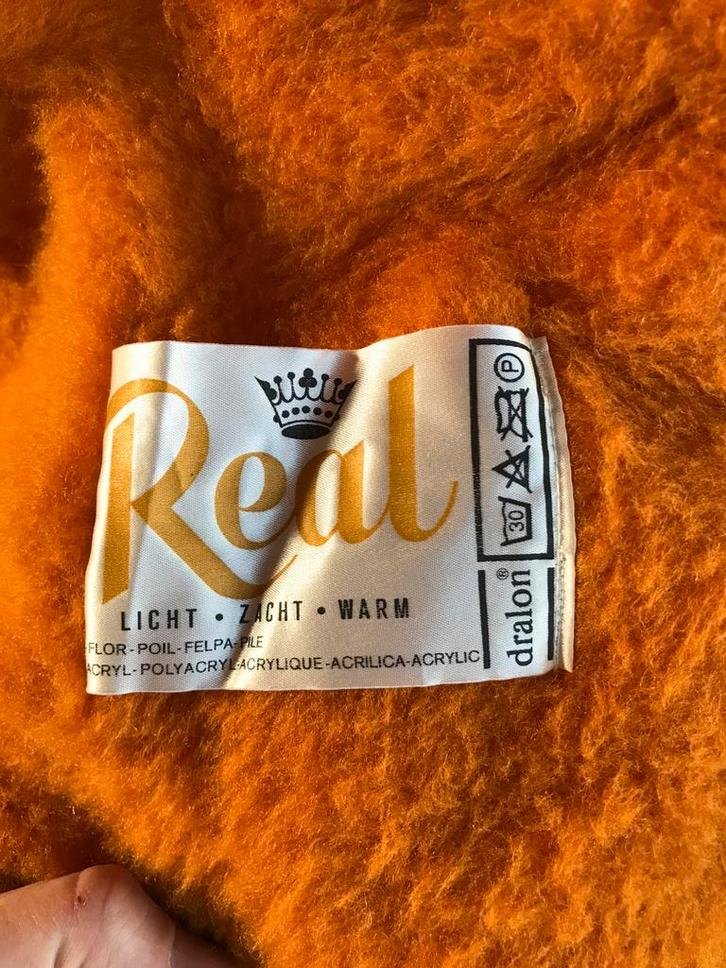 Real
LICHT • ZACHT • WARM
FLOR-POIL-FELPA-PILE
ACRYL-POLYACRYL-ACRYLIQUE-ACRILICA-ACRYLIC
dralon®
30
P